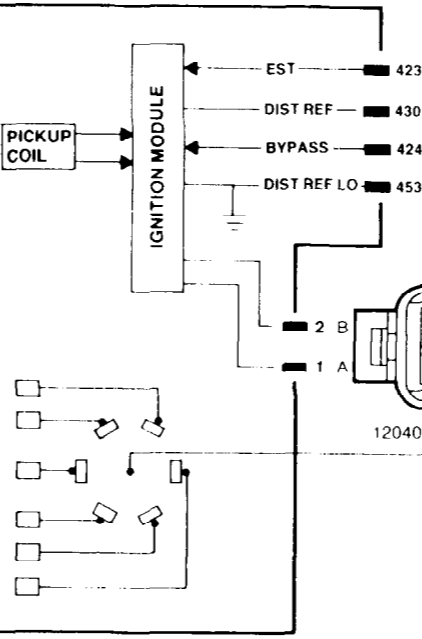 EST 423
DIST REF 430
BYPASS 424
DIST REF LO 453
PICKUP
COIL
IGNITION MODULE
2 B
1 A
12040